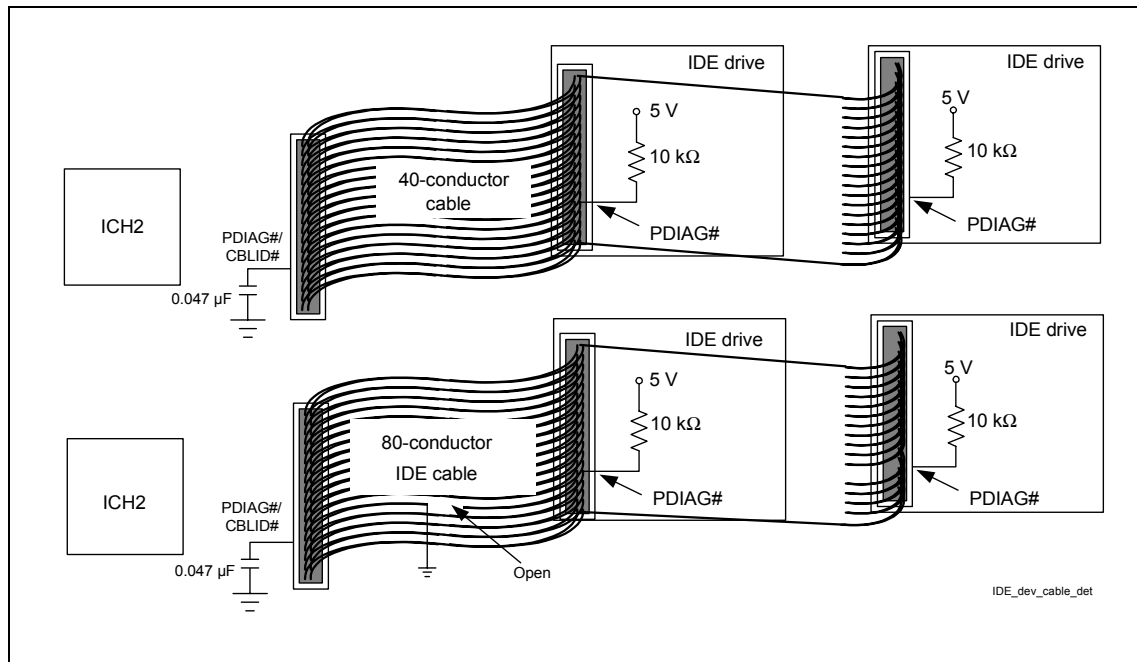 IDE drive
5 V
10 kΩ
PDIAG#
IDE drive
5 V
10 kΩ
PDIAG#
40-conductor
cable
ICH2
PDIAG#/
CBLID#
0.047 µF
IDE drive
5 V
10 kΩ
PDIAG#
IDE drive
5 V
10 kΩ
PDIAG#
80-conductor
IDE cable
ICH2
PDIAG#/
CBLID#
0.047 µF
Open
IDE_dev_cable_det